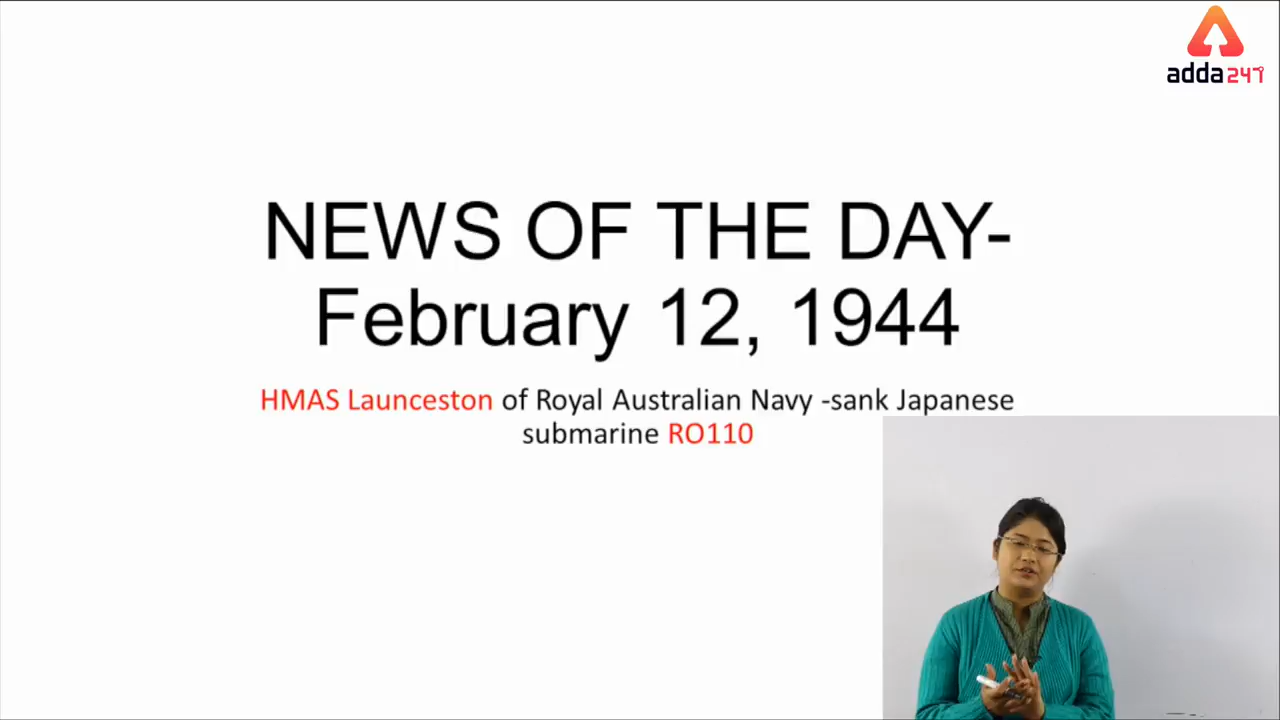 adda247
NEWS OF THE DAY-
February 12, 1944
HMAS Launceston of Royal Australian Navy -sank Japanese
submarine RO110